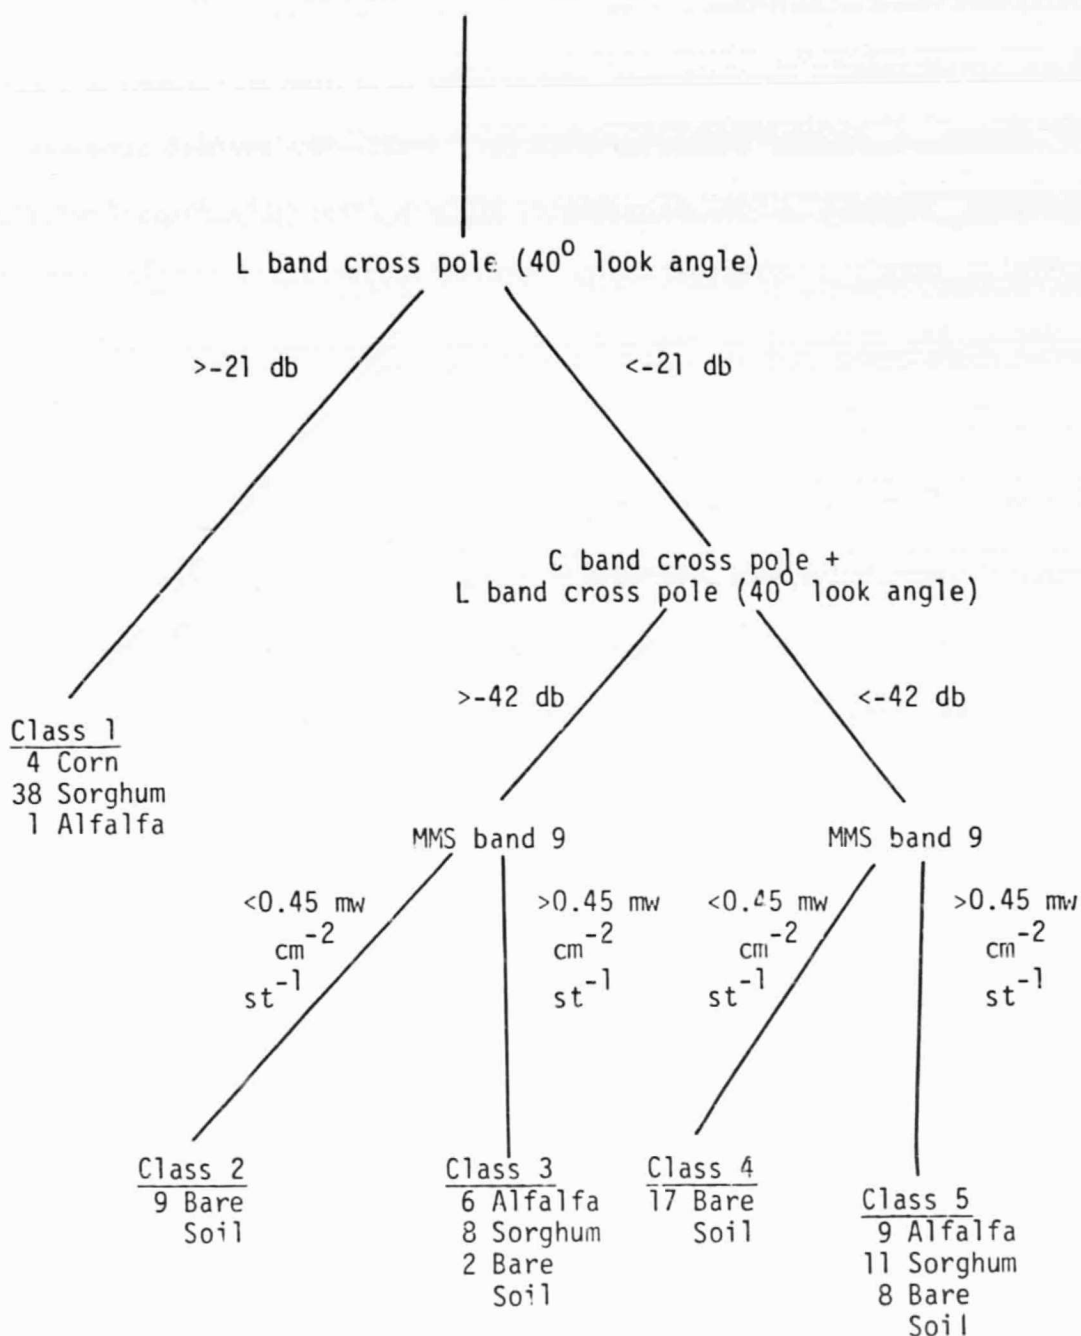 L band cross pole (40⁰ look angle)
>-21 db
<-21 db
C band cross pole +
L band cross pole (40⁰ look angle)
>-42 db
<-42 db
Class 1
4 Corn
38 Sorghum
1 Alfalfa
MMS band 9
MMS band 9
<0.45 mw
cm⁻²
st⁻¹
>0.45 mw
cm⁻²
st⁻¹
<0.45 mw
cm⁻²
st⁻¹
>0.45 mw
cm⁻²
st⁻¹
Class 2
9 Bare
Soil
Class 3
6 Alfalfa
8 Sorghum
2 Bare
Soil
Class 4
17 Bare
Soil
Class 5
9 Alfalfa
11 Sorghum
8 Bare
Soil